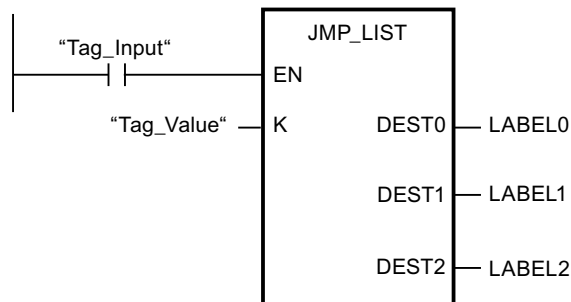 JMP_LIST
“Tag_Input“
EN
“Tag_Value“ K DEST0 LABEL0
DEST1 LABEL1
DEST2 LABEL2